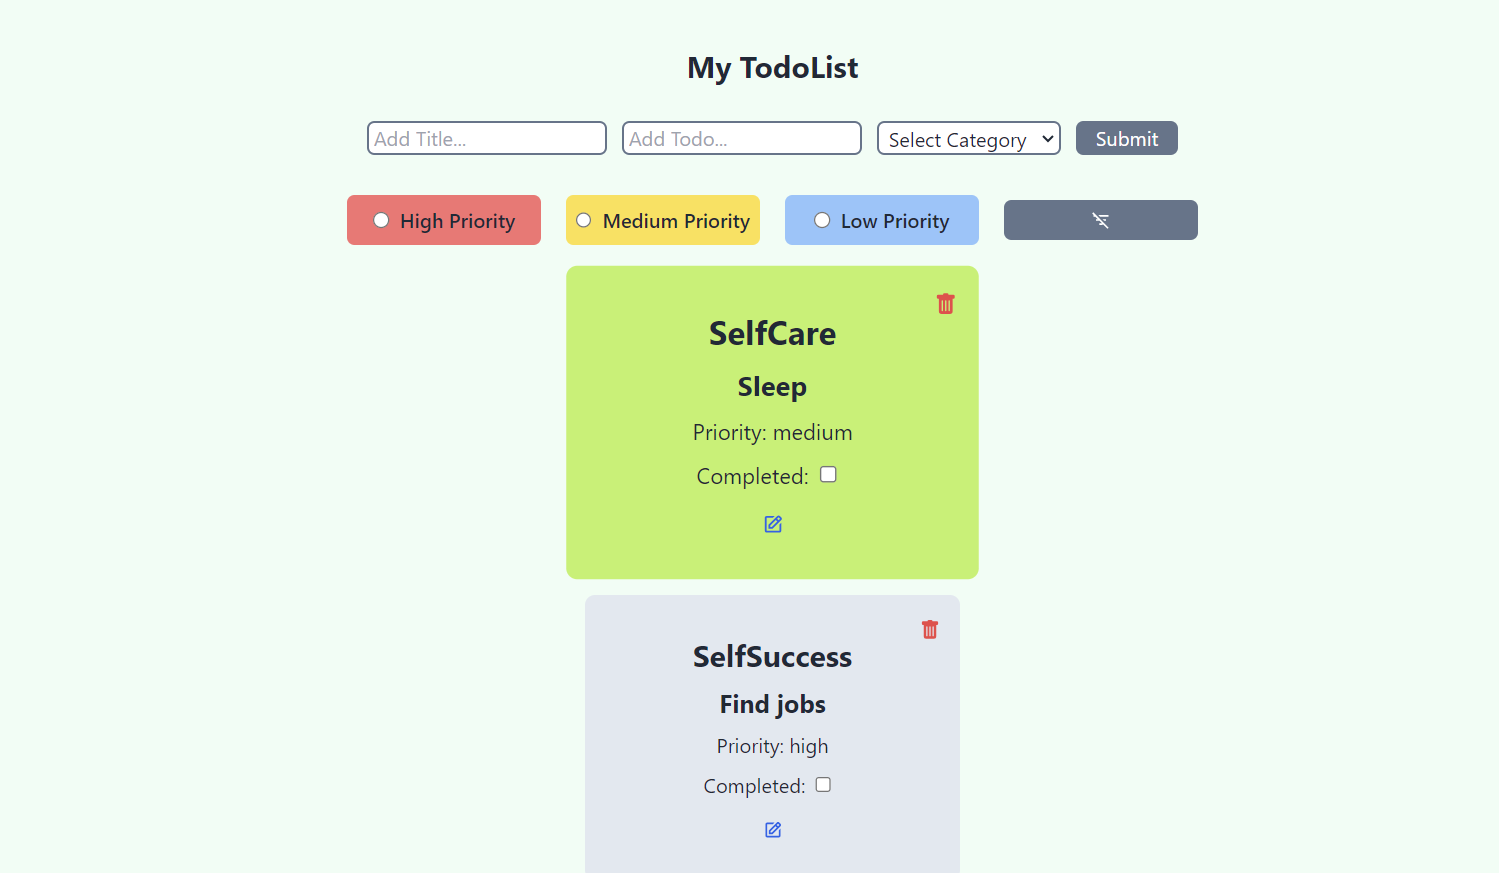 My TodoList
Add Title...
Add Todo...
Select Category
Submit
High Priority
Medium Priority
Low Priority
SelfCare
Sleep
Priority: medium
Completed:
SelfSuccess
Find jobs
Priority: high
Completed: